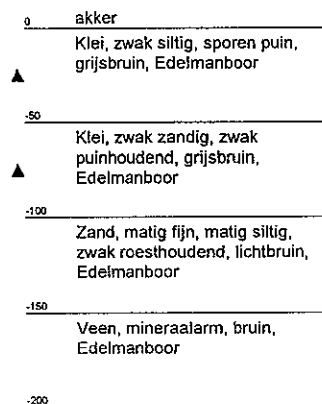 0 akker
Klei, zwak siltig, sporen puin,
grijsbruin, Edelmanboor
-50
Klei, zwak zandig, zwak
puinhoudend, grijsbruin,
Edelmanboor
-100
Zand, matig fijn, matig siltig,
zwak roesthoudend, lichtbruin,
Edelmanboor
-150
Veen, mineraalarm, bruin,
Edelmanboor
-200